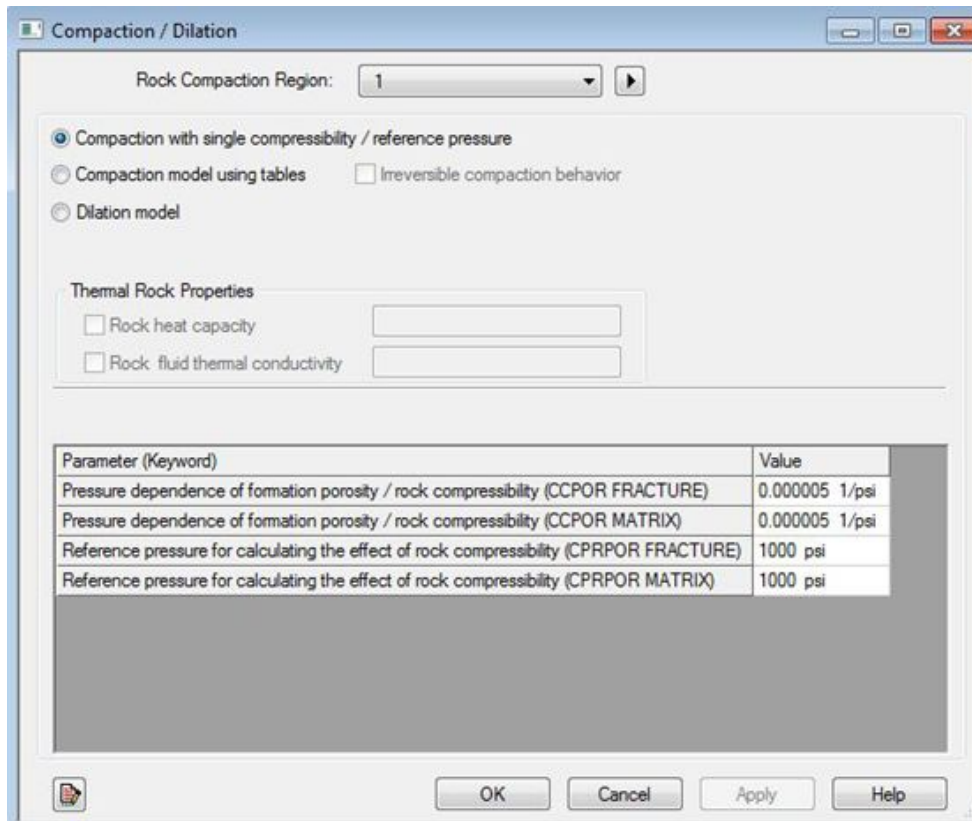 Compaction / Dilation
Rock Compaction Region: 1
Compaction with single compressibility / reference pressure
Compaction model using tables Irreversible compaction behavior
Dilation model
Thermal Rock Properties
Rock heat capacity
Rock fluid thermal conductivity
Parameter (Keyword) Value
Pressure dependence of formation porosity / rock compressibility (CCPOR FRACTURE) 0.000005 1/psi
Pressure dependence of formation porosity / rock compressibility (CCPOR MATRIX) 0.000005 1/psi
Reference pressure for calculating the effect of rock compressibility (CPRPOR FRACTURE) 1000 psi
Reference pressure for calculating the effect of rock compressibility (CPRPOR MATRIX) 1000 psi
OK Cancel Apply Help